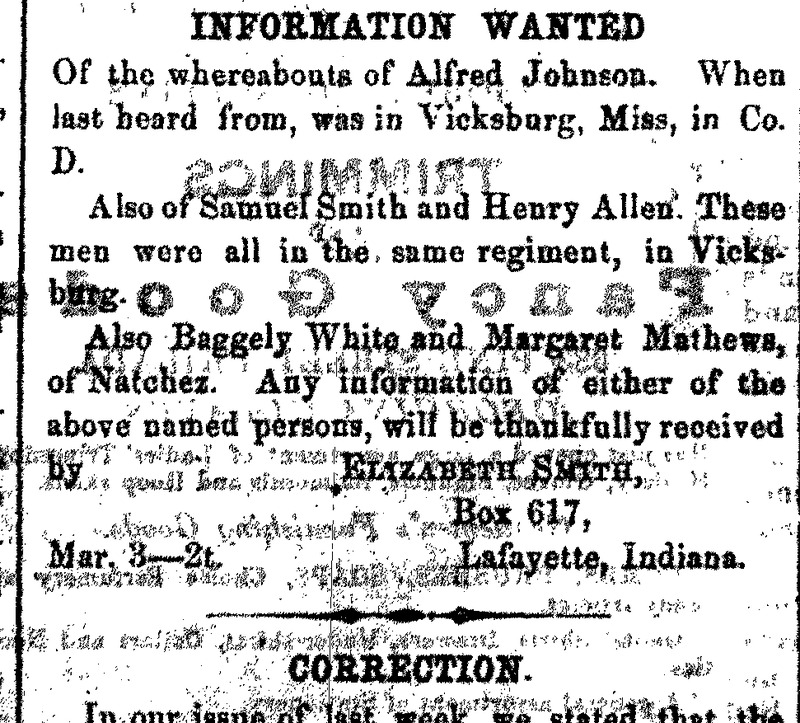 INFORMATION WANTED
Of the whereabouts of Alfred Johnson. When
last heard from, was in Vicksburg, Miss, in Co.
D.
Also of Samuel Smith and Henry Allen. These
men were all in the same regiment, in Vicks-
burg.
Also Baggely White and Margaret Mathews,
of Natchez. Any information of either of the
above named persons, will be thankfully received
by ELIZABETH SMITH,
Box 617,
Mar. 3—2t. Lafayette, Indiana.
CORRECTION.
In our issue of last week we stated that the